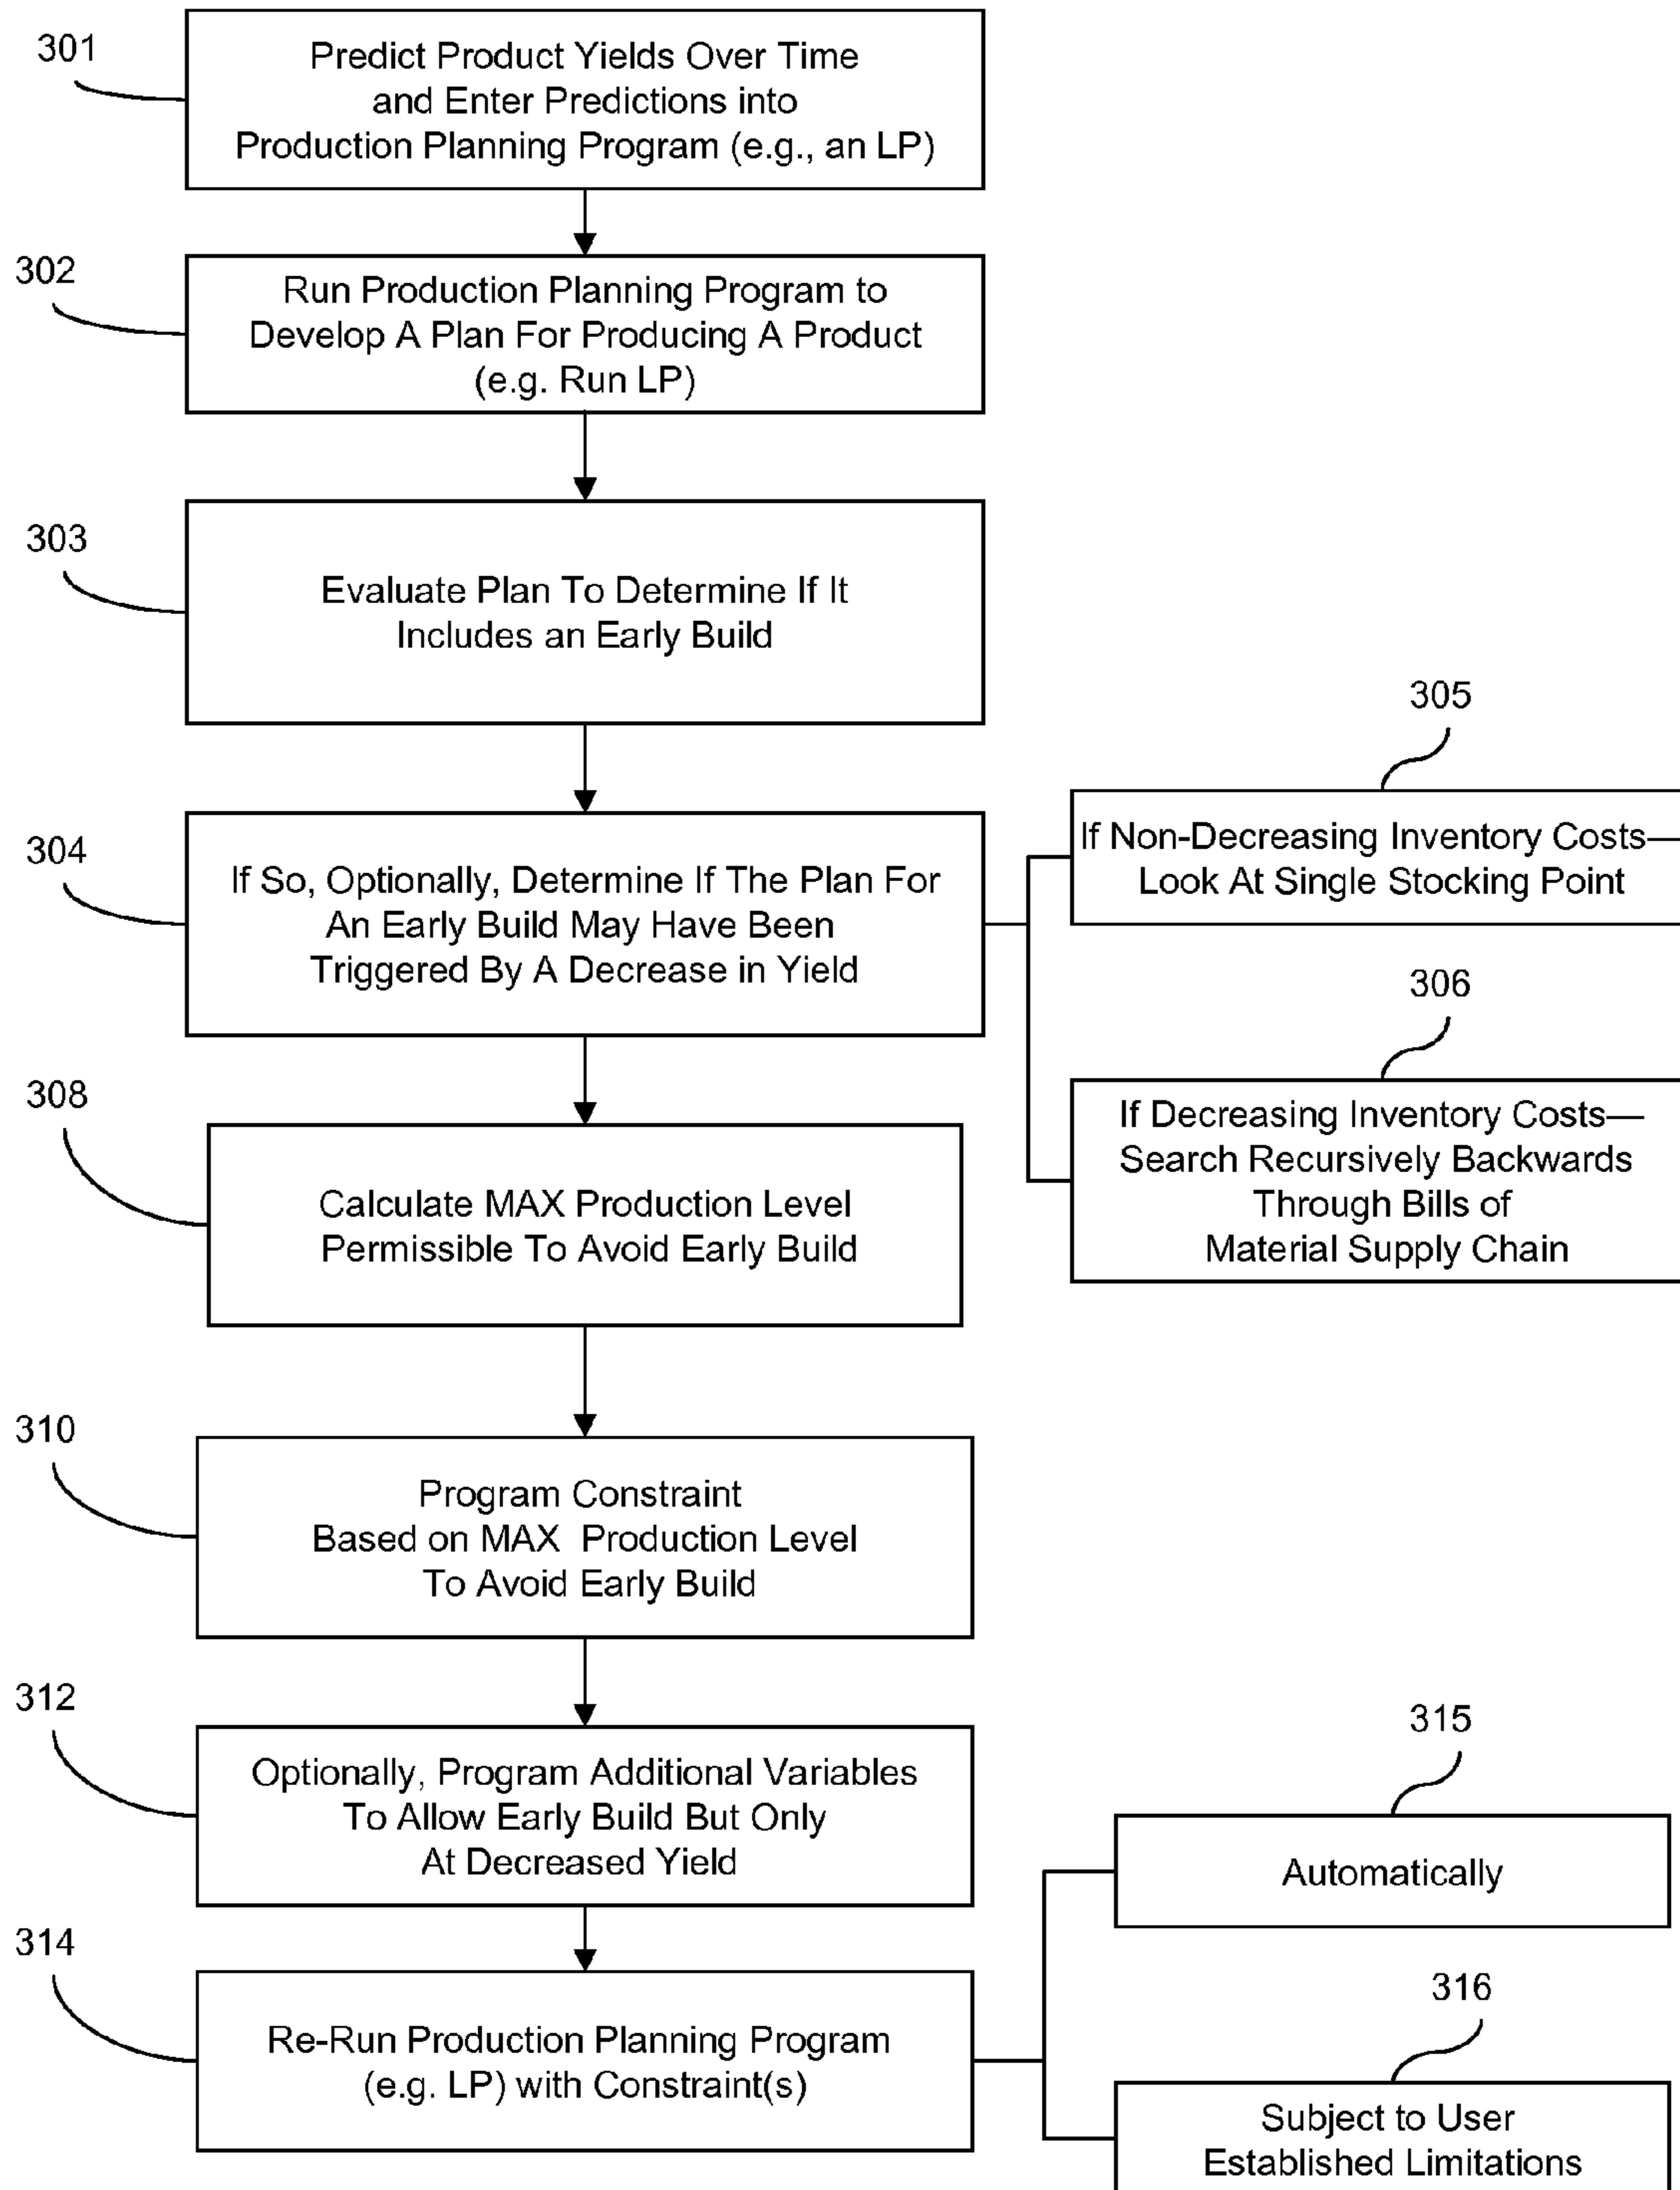 301
Predict Product Yields Over Time
and Enter Predictions into
Production Planning Program (e.g., an LP)
302
Run Production Planning Program to
Develop A Plan For Producing A Product
(e.g. Run LP)
303
Evaluate Plan To Determine If It
Includes an Early Build
304
If So, Optionally, Determine If The Plan For
An Early Build May Have Been
Triggered By A Decrease in Yield
305
If Non-Decreasing Inventory Costs—
Look At Single Stocking Point
306
If Decreasing Inventory Costs—
Search Recursively Backwards
Through Bills of
Material Supply Chain
308
Calculate MAX Production Level
Permissible To Avoid Early Build
310
Program Constraint
Based on MAX Production Level
To Avoid Early Build
312
Optionally, Program Additional Variables
To Allow Early Build But Only
At Decreased Yield
314
Re-Run Production Planning Program
(e.g. LP) with Constraint(s)
315
Automatically
316
Subject to User
Established Limitations